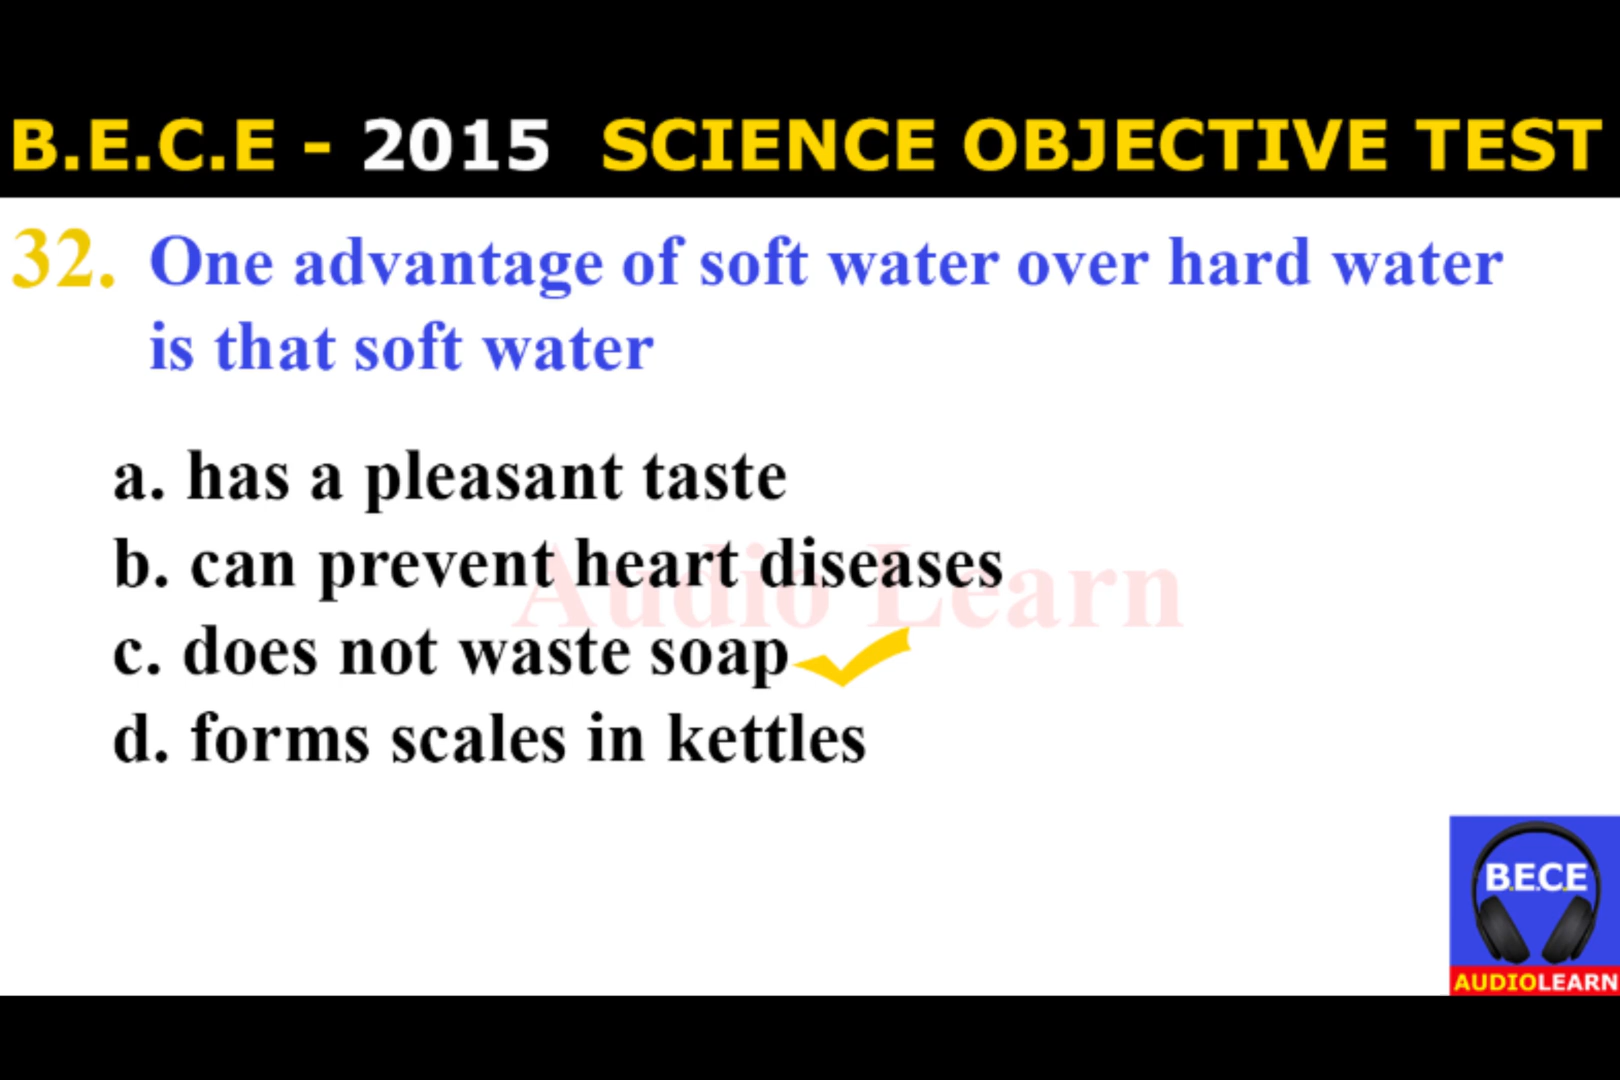 B.E.C.E - 2015 SCIENCE OBJECTIVE TEST
32. One advantage of soft water over hard water
is that soft water
a. has a pleasant taste
b. can prevent heart diseases
Audio Learn
c. does not waste soap
d. forms scales in kettles
B.E.C.E
AUDIOLEARN